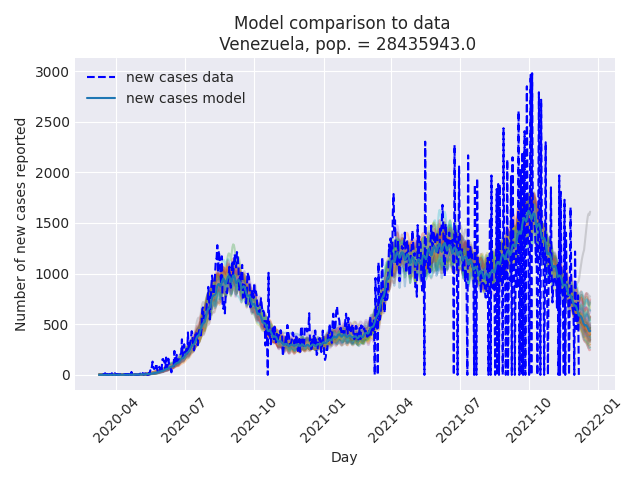 Model comparison to data
Venezuela, pop. = 28435943.0
new cases data
new cases model
Number of new cases reported
3000
2500
2000
1500
1000
500
0
2020-04
2020-07
2020-10
2021-01
2021-04
2021-07
2021-10
2022-01
Day